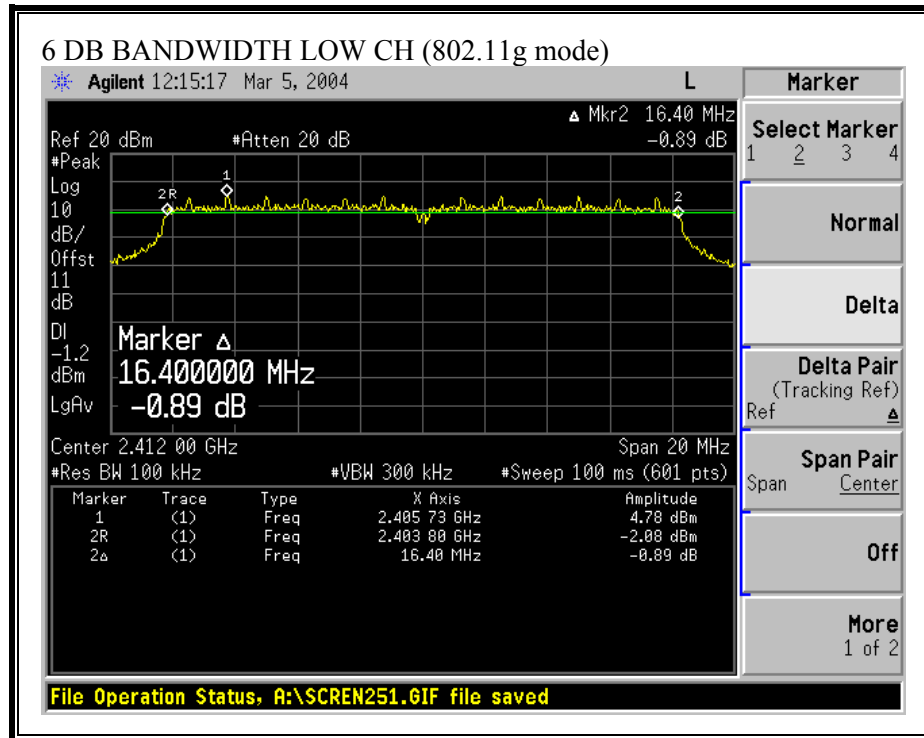 6 DB BANDWIDTH LOW CH (802.11g mode)
Agilent 12:15:17 Mar 5, 2004 L
Marker
Δ Mkr2 16.40 MHz
Ref 20 dBm #Atten 20 dB -0.89 dB
#Peak
Log
10
dB/
Offst
11
dB
DI
-1.2
dBm
LgAv
1
2R
2
Marker Δ
16.400000 MHz
-0.89 dB
Center 2.412 00 GHz Span 20 MHz
#Res BW 100 kHz #VBW 300 kHz #Sweep 100 ms (601 pts)
Marker Trace Type X Axis Amplitude
1 (1) Freq 2.405 73 GHz 4.78 dBm
2R (1) Freq 2.403 80 GHz -2.08 dBm
2Δ (1) Freq 16.40 MHz -0.89 dB
Select Marker
1 2 3 4
Normal
Delta
Delta Pair
(Tracking Ref)
Ref Δ
Span Pair
Span Center
Off
More
1 of 2
File Operation Status, A:\SCREN251.GIF file saved